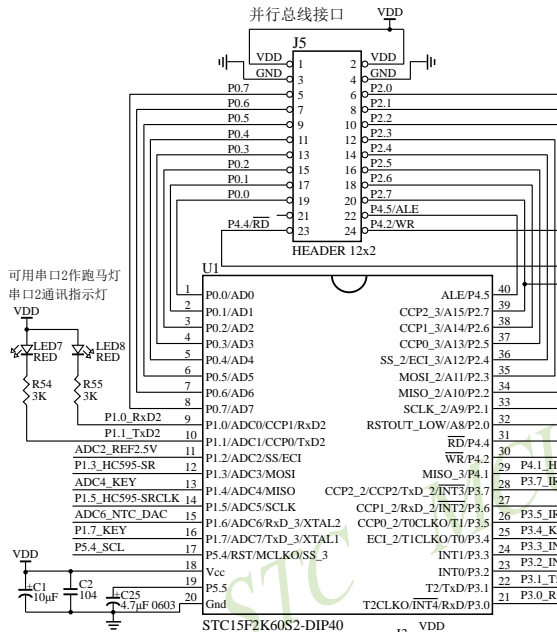 并行总线接口
VDD
J5
VDD 1 2 VDD
GND 3 4 GND
P0.7 5 6 P2.0
P0.6 7 8 P2.1
P0.5 9 10 P2.2
P0.4 11 12 P2.3
P0.3 13 14 P2.4
P0.2 15 16 P2.5
P0.1 17 18 P2.6
P0.0 19 20 P2.7
21 22 P4.5/ALE
P4.4/RD 23 24 P4.2/WR
HEADER 12x2
可用串口2作跑马灯
串口2通讯指示灯
VDD
LED7 RED
LED8 RED
R54 3K
R55 3K
U1
1 P0.0/AD0 ALE/P4.5 40
2 P0.1/AD1 CCP2_3/A15/P2.7 39
3 P0.2/AD2 CCP1_3/A14/P2.6 38
4 P0.3/AD3 CCP0_3/A13/P2.5 37
5 P0.4/AD4 SS_2/ECI_3/A12/P2.4 36
6 P0.5/AD5 MOSI_2/A11/P2.3 35
7 P0.6/AD6 MISO_2/A10/P2.2 34
8 P0.7/AD7 SCLK_2/A9/P2.1 33
P1.0_RxD2 9 P1.0/ADC0/CCP1/RxD2 RSTOUT_LOW/A8/P2.0 32
P1.1_TxD2 10 P1.1/ADC1/CCP0/TxD2 RD/P4.4 31
ADC2_REF2.5V 11 P1.2/ADC2/SS/ECI WR/P4.2 30
P1.3_HC595-SR 12 P1.3/ADC3/MOSI MISO_3/P4.1 29 P4.1_H
ADC4_KEY 13 P1.4/ADC4/MISO CCP2_2/CCP2/TxD_2/INT3/P3.7 28 P3.7_IR
P1.5_HC595-SRCLK 14 P1.5/ADC5/SCLK CCP1_2/RxD_2/INT2/P3.6 27
ADC6_NTC_DAC 15 P1.6/ADC6/RxD_3/XTAL2 CCP0_2/T0CLKO/T1/P3.5 26 P3.5_IR
P1.7_KEY 16 P1.7/ADC7/TxD_3/XTAL1 ECI_2/T1CLKO/T0/P3.4 25 P3.4_K
P5.4_SCL 17 P5.4/RST/MCLKO/SS_3 INT1/P3.3 24 P3.3_IN
18 Vcc INT0/P3.2 23 P3.2_IN
19 P5.5 T2/TxD/P3.1 22 P3.1_T
20 Gnd T2CLKO/INT4/RxD/P3.0 21 P3.0_R
VDD
C1 10μF
C2 104
C25 4.7μF 0603
STC15F2K60S2-DIP40
VDD
STC MCU